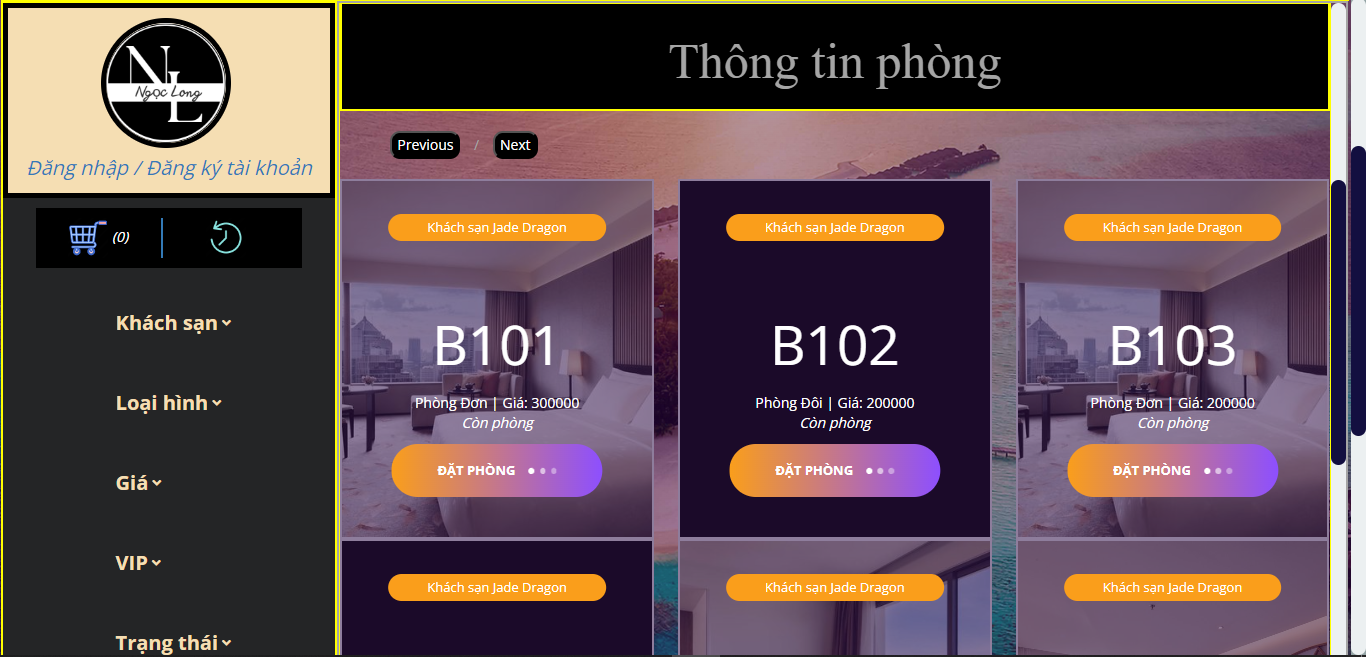 N
Ngọc Long
L
Đăng nhập / Đăng ký tài khoản
(0)
Khách sạn
Loại hình
Giá
VIP
Trạng thái
Thông tin phòng
Previous / Next
Khách sạn Jade Dragon
B101
Phòng Đơn | Giá: 300000
Còn phòng
ĐẶT PHÒNG
Khách sạn Jade Dragon
B102
Phòng Đôi | Giá: 200000
Còn phòng
ĐẶT PHÒNG
Khách sạn Jade Dragon
B103
Phòng Đơn | Giá: 200000
Còn phòng
ĐẶT PHÒNG
Khách sạn Jade Dragon
Khách sạn Jade Dragon
Khách sạn Jade Dragon